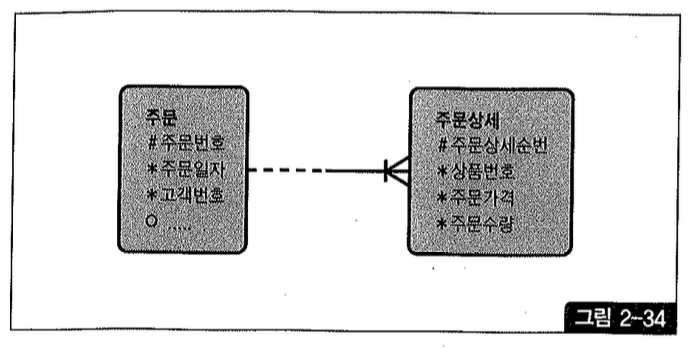 주문
#주문번호
*주문일자
*고객번호
O .....
주문상세
#주문상세순번
*상품번호
*주문가격
*주문수량
그림 2-34